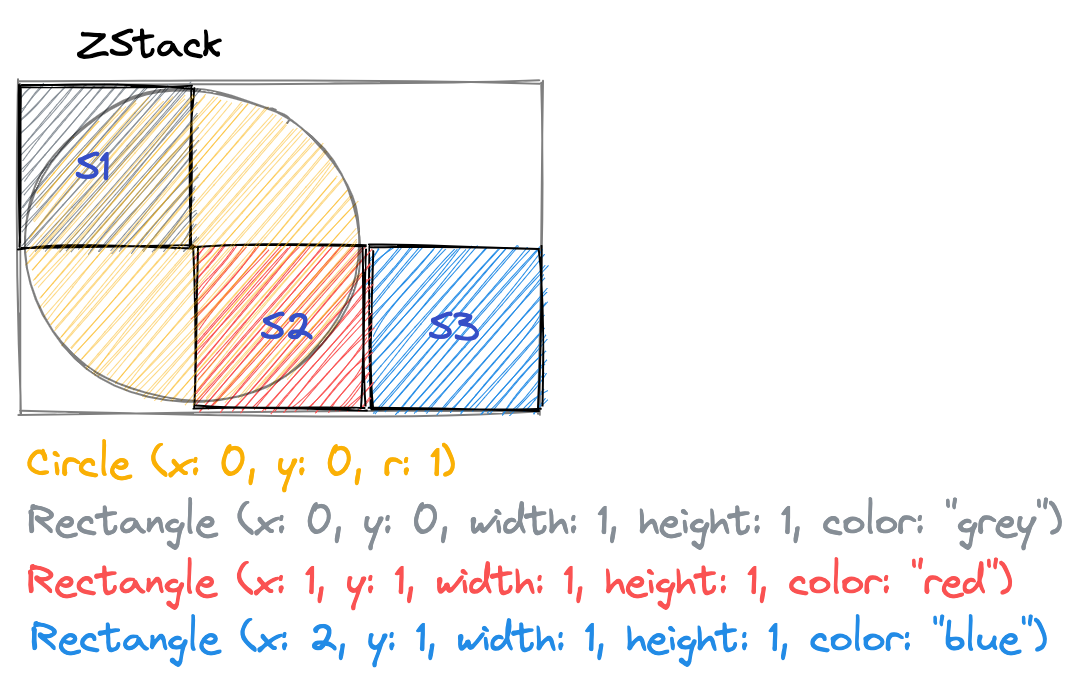 ZStack
S1
S2
S3
Circle (x: 0, y: 0, r: 1)
Rectangle (x: 0, y: 0, width: 1, height: 1, color: "grey")
Rectangle (x: 1, y: 1, width: 1, height: 1, color: "red")
Rectangle (x: 2, y: 1, width: 1, height: 1, color: "blue")